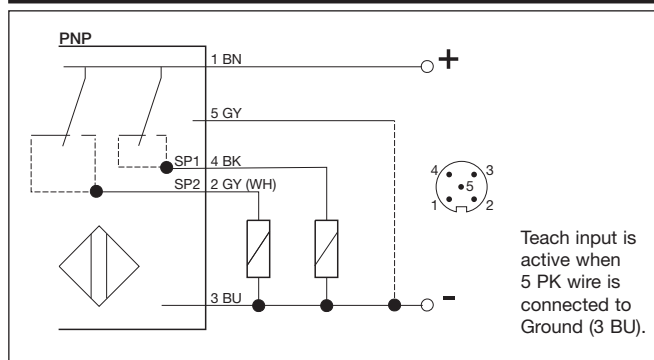 PNP
1 BN
+
5 GY
SP1 4 BK
SP2 2 GY (WH)
4 3
5
1 2
3 BU
-
Teach input is
active when
5 PK wire is
connected to
Ground (3 BU).